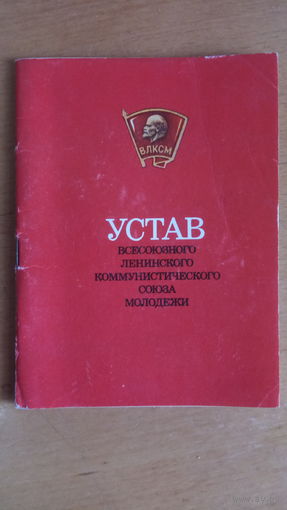 ВЛКСМ
УСТАВ
ВСЕСОЮЗНОГО
ЛЕНИНСКОГО
КОММУНИСТИЧЕСКОГО
СОЮЗА
МОЛОДЕЖИ